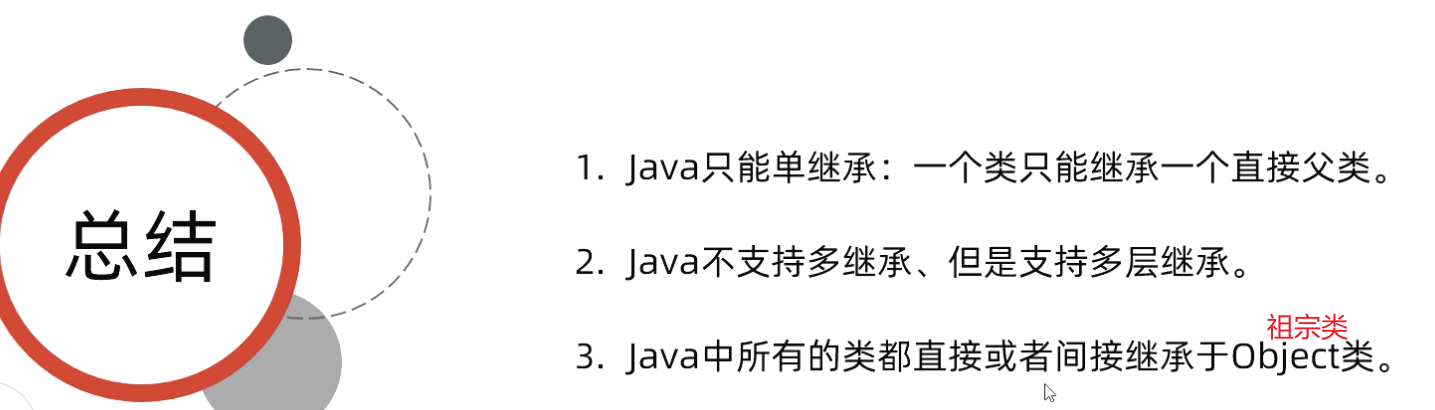 总结
1. Java只能单继承：一个类只能继承一个直接父类。
2. Java不支持多继承、但是支持多层继承。
祖宗类
3. Java中所有的类都直接或者间接继承于Object类。